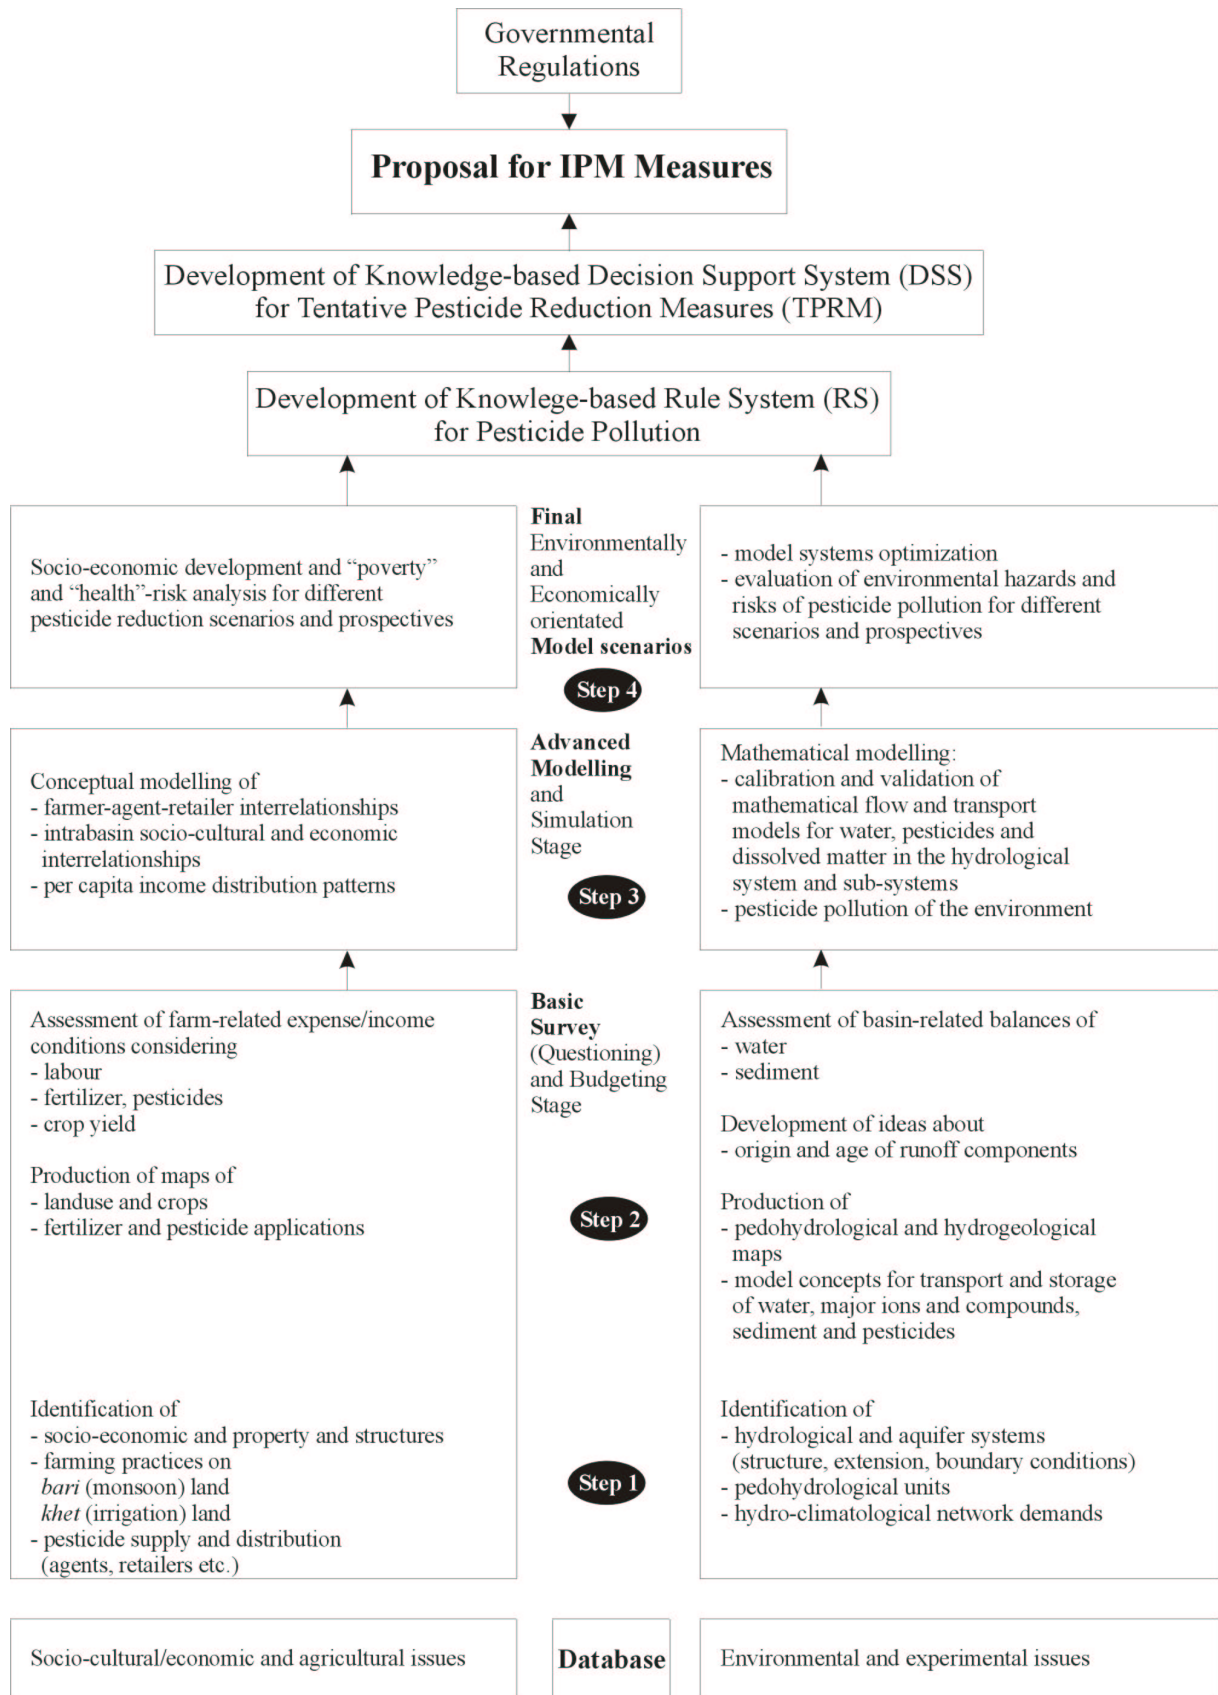 Governmental
Regulations
Proposal for IPM Measures
Development of Knowledge-based Decision Support System (DSS)
for Tentative Pesticide Reduction Measures (TPRM)
Development of Knowlege-based Rule System (RS)
for Pesticide Pollution
Socio-economic development and “poverty”
and “health”-risk analysis for different
pesticide reduction scenarios and prospectives
Final
Environmentally
and
Economically
orientated
Model scenarios
Step 4
- model systems optimization
- evaluation of environmental hazards and
risks of pesticide pollution for different
scenarios and prospectives
Conceptual modelling of
- farmer-agent-retailer interrelationships
- intrabasin socio-cultural and economic
interrelationships
- per capita income distribution patterns
Advanced
Modelling
and
Simulation
Stage
Step 3
Mathematical modelling:
- calibration and validation of
mathematical flow and transport
models for water, pesticides and
dissolved matter in the hydrological
system and sub-systems
- pesticide pollution of the environment
Assessment of farm-related expense/income
conditions considering
- labour
- fertilizer, pesticides
- crop yield
Production of maps of
- landuse and crops
- fertilizer and pesticide applications
Basic
Survey
(Questioning)
and Budgeting
Stage
Step 2
Assessment of basin-related balances of
- water
- sediment
Development of ideas about
- origin and age of runoff components
Production of
- pedohydrological and hydrogeological
maps
- model concepts for transport and storage
of water, major ions and compounds,
sediment and pesticides
Identification of
- socio-economic and property and structures
- farming practices on
bari (monsoon) land
khet (irrigation) land
- pesticide supply and distribution
(agents, retailers etc.)
Step 1
Identification of
- hydrological and aquifer systems
(structure, extension, boundary conditions)
- pedohydrological units
- hydro-climatological network demands
Socio-cultural/economic and agricultural issues
Database
Environmental and experimental issues